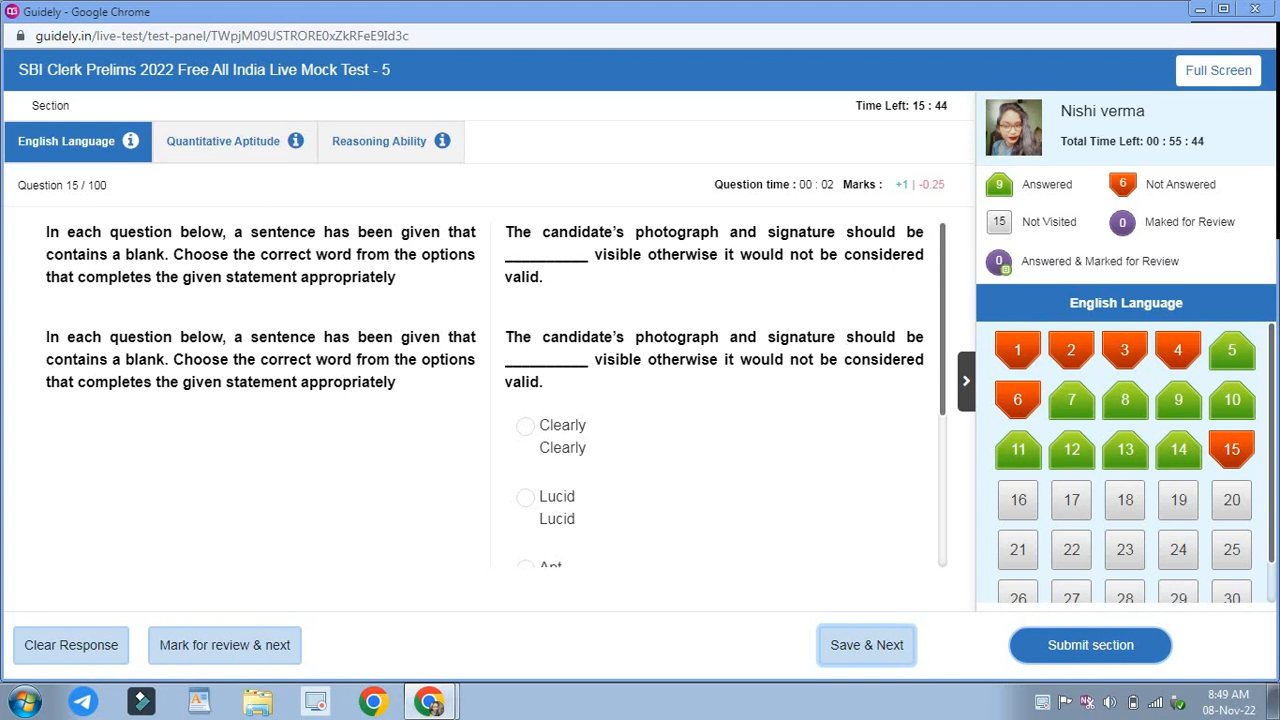 Guidely - Google Chrome
guidely.in/live-test/test-panel/TWpjM09USTRORE0xZkRFeE9Id3c
SBI Clerk Prelims 2022 Free All India Live Mock Test - 5
Full Screen
Section
Time Left: 15 : 44
English Language
Quantitative Aptitude
Reasoning Ability
Nishi verma
Total Time Left: 00 : 55 : 44
Question 15 / 100
Question time : 00 : 02 Marks : +1 | -0.25
9 Answered
6 Not Answered
15 Not Visited
0 Maked for Review
0 Answered & Marked for Review
In each question below, a sentence has been given that
contains a blank. Choose the correct word from the options
that completes the given statement appropriately
In each question below, a sentence has been given that
contains a blank. Choose the correct word from the options
that completes the given statement appropriately
The candidate’s photograph and signature should be
__________ visible otherwise it would not be considered
valid.
The candidate’s photograph and signature should be
__________ visible otherwise it would not be considered
valid.
Clearly
Clearly
Lucid
Lucid
Apt
English Language
1 2 3 4 5
6 7 8 9 10
11 12 13 14 15
16 17 18 19 20
21 22 23 24 25
26 27 28 29 30
Clear Response
Mark for review & next
Save & Next
Submit section
8:49 AM
08-Nov-22